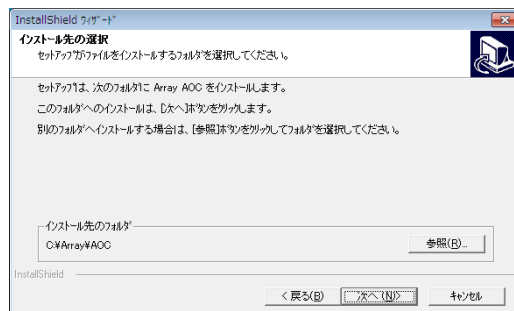 InstallShield ウィザード
インストール先の選択
セットアップがファイルをインストールするフォルダを選択してください。
セットアップは、次のフォルダに Array AOC をインストールします。
このフォルダへのインストールは、[次へ]ボタンをクリックします。
別のフォルダへインストールする場合は、[参照]ボタンをクリックしてフォルダを選択してください。
インストール先のフォルダ
C:¥Array¥AOC
参照(R)...
InstallShield
< 戻る(B)
次へ(N)>
キャンセル